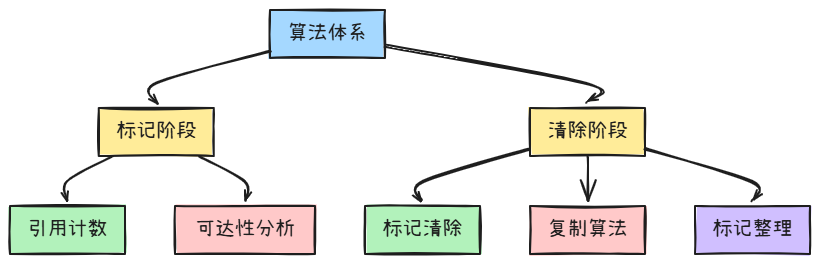 算法体系
标记阶段
清除阶段
引用计数
可达性分析
标记清除
复制算法
标记整理